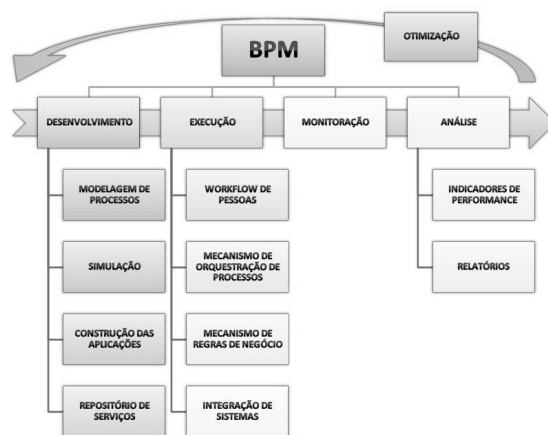 BPM
OTIMIZAÇÃO
DESENVOLVIMENTO
EXECUÇÃO
MONITORAÇÃO
ANÁLISE
MODELAGEM DE
PROCESSOS
SIMULAÇÃO
CONSTRUÇÃO DAS
APLICAÇÕES
REPOSITÓRIO DE
SERVIÇOS
WORKFLOW DE
PESSOAS
MECANISMO DE
ORQUESTRAÇÃO DE
PROCESSOS
MECANISMO DE
REGRAS DE NEGÓCIO
INTEGRAÇÃO DE
SISTEMAS
INDICADORES DE
PERFORMANCE
RELATÓRIOS